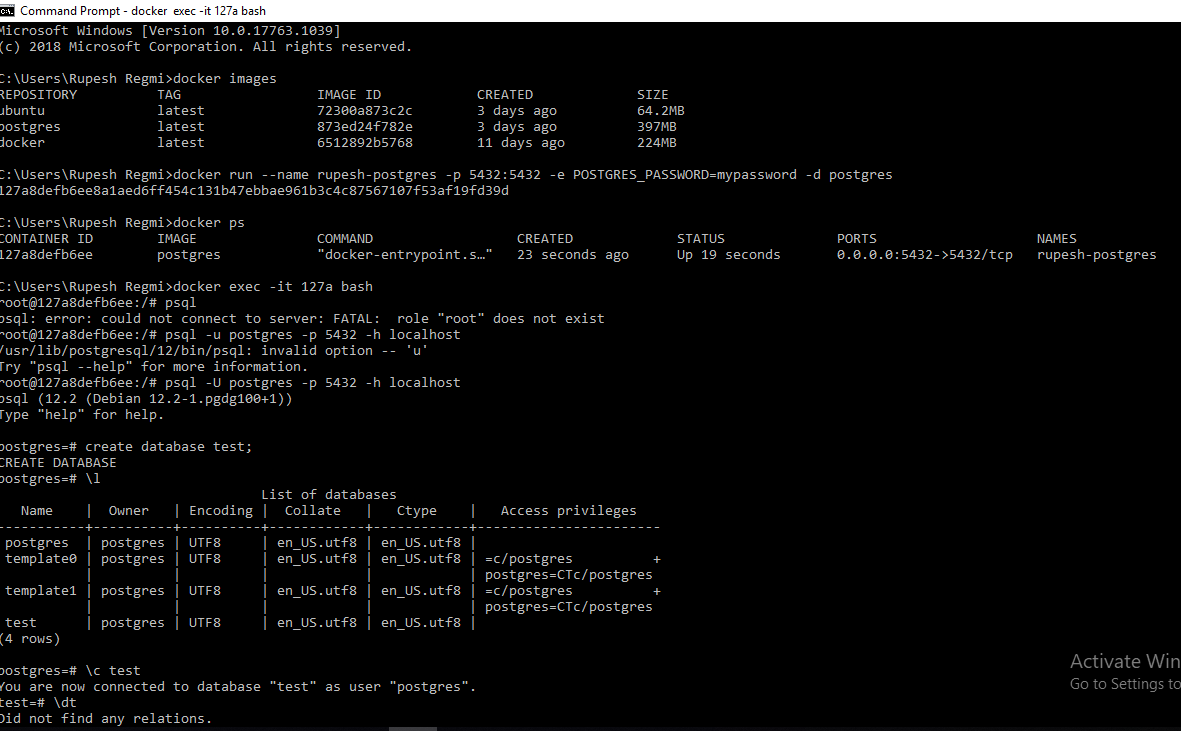 Command Prompt - docker exec -it 127a bash
Microsoft Windows [Version 10.0.17763.1039]
(c) 2018 Microsoft Corporation. All rights reserved.
C:\Users\Rupesh Regmi>docker images
REPOSITORY TAG IMAGE ID CREATED SIZE
ubuntu latest 72300a873c2c 3 days ago 64.2MB
postgres latest 873ed24f782e 3 days ago 397MB
docker latest 6512892b5768 11 days ago 224MB
C:\Users\Rupesh Regmi>docker run --name rupesh-postgres -p 5432:5432 -e POSTGRES_PASSWORD=mypassword -d postgres
127a8defb6ee8a1aed6ff454c131b47ebbae961b3c4c87567107f53af19fd39d
C:\Users\Rupesh Regmi>docker ps
CONTAINER ID IMAGE COMMAND CREATED STATUS PORTS NAMES
127a8defb6ee postgres "docker-entrypoint.s…" 23 seconds ago Up 19 seconds 0.0.0.0:5432->5432/tcp rupesh-postgres
C:\Users\Rupesh Regmi>docker exec -it 127a bash
root@127a8defb6ee:/# psql
psql: error: could not connect to server: FATAL:  role "root" does not exist
root@127a8defb6ee:/# psql -u postgres -p 5432 -h localhost
/usr/lib/postgresql/12/bin/psql: invalid option -- 'u'
Try "psql --help" for more information.
root@127a8defb6ee:/# psql -U postgres -p 5432 -h localhost
psql (12.2 (Debian 12.2-1.pgdg100+1))
Type "help" for help.
postgres=# create database test;
CREATE DATABASE
postgres=# \l
List of databases
Name | Owner | Encoding | Collate | Ctype | Access privileges
-----------+----------+----------+------------+------------+-----------------------
postgres | postgres | UTF8 | en_US.utf8 | en_US.utf8 |
template0 | postgres | UTF8 | en_US.utf8 | en_US.utf8 | =c/postgres +
| | | | | postgres=CTc/postgres
template1 | postgres | UTF8 | en_US.utf8 | en_US.utf8 | =c/postgres +
| | | | | postgres=CTc/postgres
test | postgres | UTF8 | en_US.utf8 | en_US.utf8 |
(4 rows)
postgres=# \c test
You are now connected to database "test" as user "postgres".
test=# \dt
Did not find any relations.
Activate Win
Go to Settings to